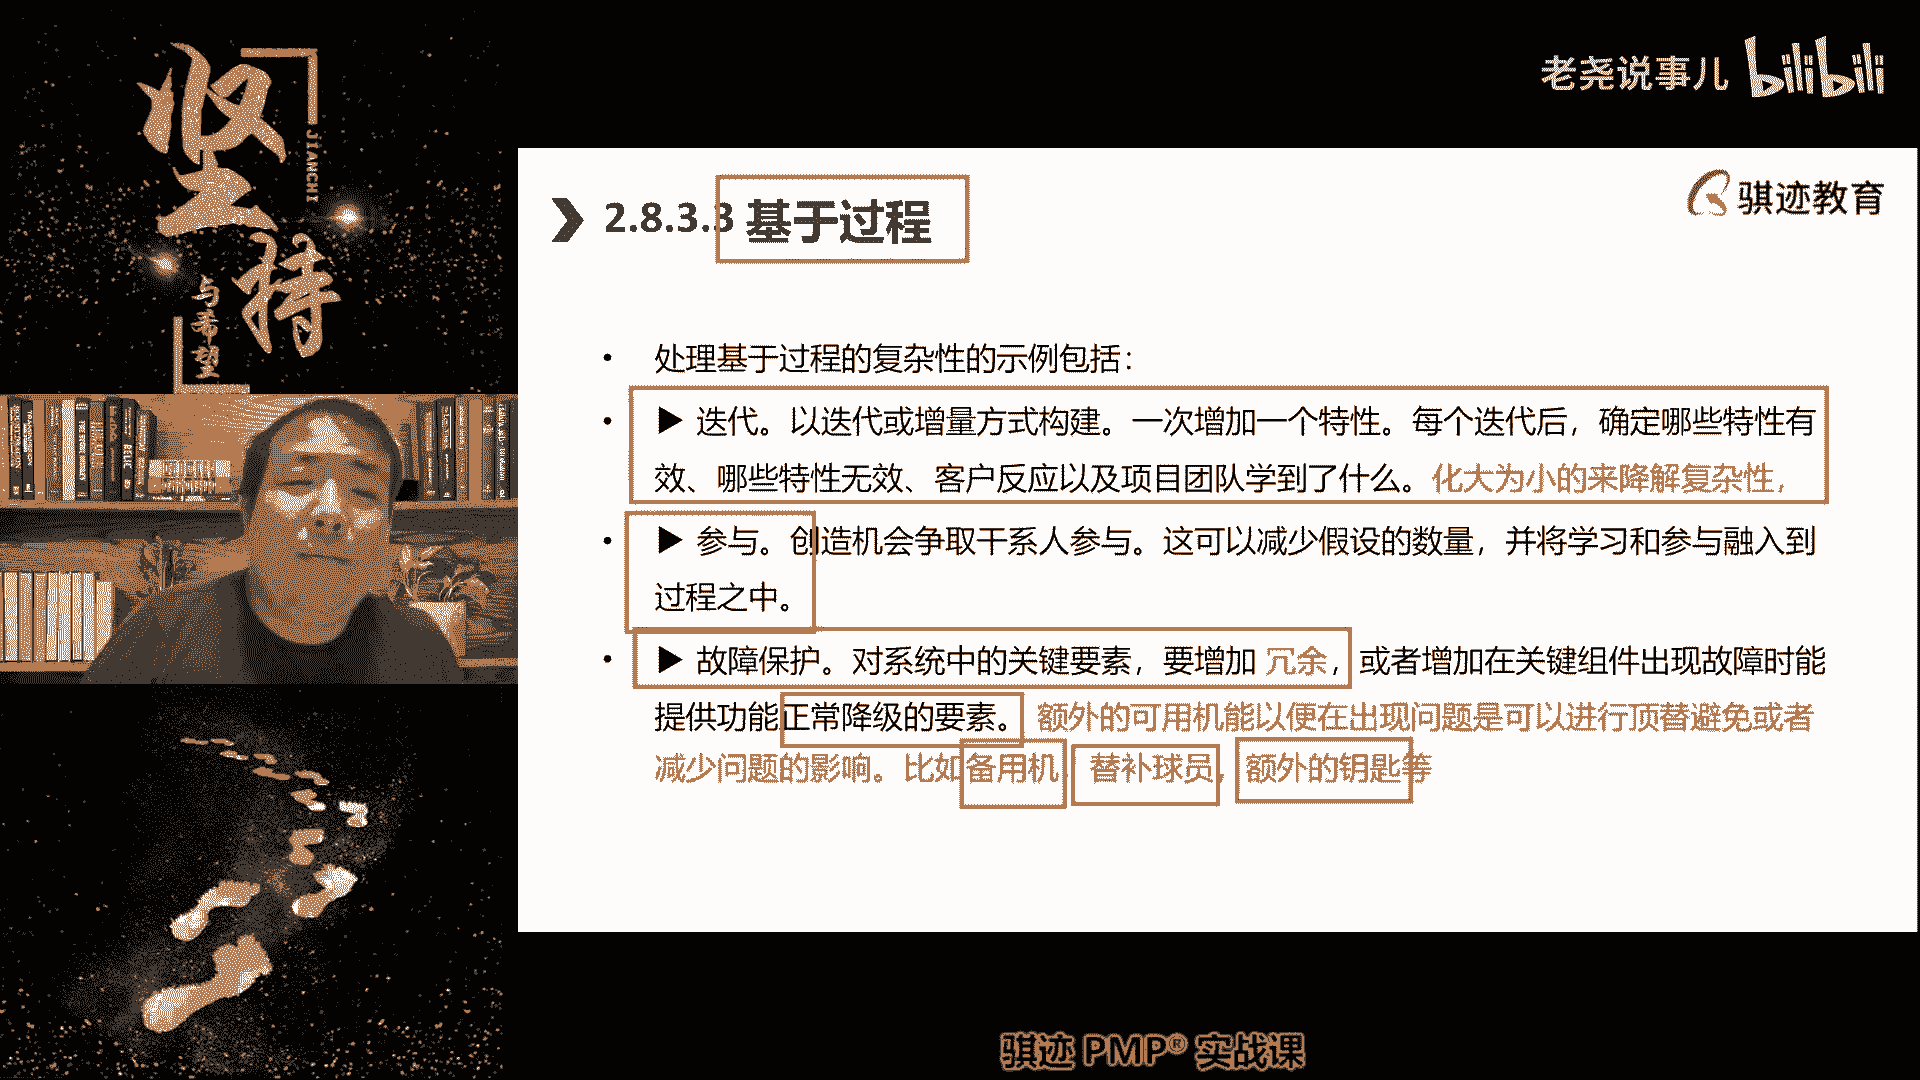 坚持
JIANCHI
与希望
老尧说事儿 bilibili
骐迹教育
2.8.3.3 基于过程
• 处理基于过程的复杂性的示例包括：
• ▶ 迭代。以迭代或增量方式构建。一次增加一个特性。每个迭代后，确定哪些特性有
效、哪些特性无效、客户反应以及项目团队学到了什么。化大为小的来降解复杂性，
• ▶ 参与。创造机会争取干系人参与。这可以减少假设的数量，并将学习和参与融入到
过程之中。
• ▶ 故障保护。对系统中的关键要素，要增加 冗余，或者增加在关键组件出现故障时能
提供功能正常降级的要素。 额外的可用机能以便在出现问题是可以进行顶替避免或者
减少问题的影响。比如备用机，替补球员，额外的钥匙等
骐迹 PMP® 实战课